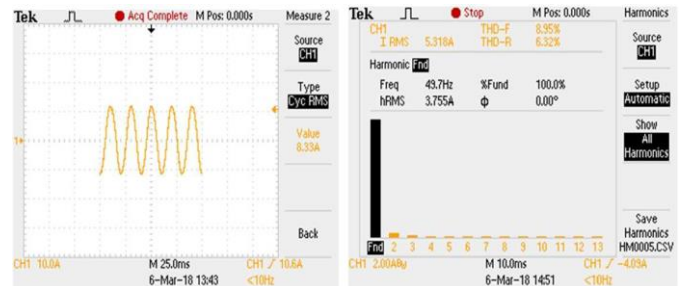 Tek Acq Complete M Pos: 0.000s Measure 2
Source
CH1
Type
Cyc RMS
Value
8.33A
1
Back
CH1 10.0A M 25.0ms CH1 / 10.6A
6-Mar-18 13:43 <10Hz
Tek Stop M Pos: 0.000s Harmonics
CH1 THD-F 8.95%
I RMS 5.318A THD-R 6.32%
Source
CH1
Harmonic Fnd
Freq 49.7Hz %Fund 100.0%
hRMS 3.755A Φ 0.00°
Setup
Automatic
Show
All
Harmonics
Fnd 2 3 4 5 6 7 8 9 10 11 12 13
Save
Harmonics
HM0005.CSV
CH1 2.00A M 10.0ms CH1 / -4.09A
6-Mar-18 14:51 <10Hz